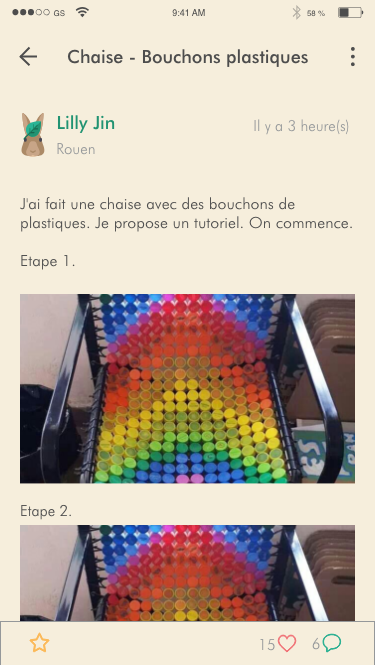 GS 9:41 AM 58 %
Chaise - Bouchons plastiques
Lilly Jin
Il y a 3 heure(s)
Rouen
J'ai fait une chaise avec des bouchons de
plastiques. Je propose un tutoriel. On commence.
Etape 1.
Etape 2.
15 6